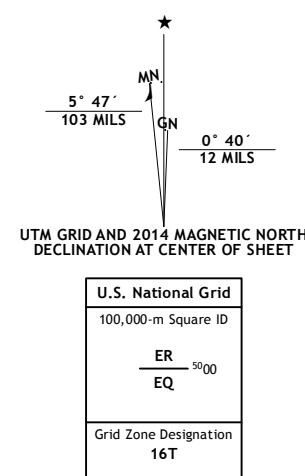 ★
MN
5° 47´
103 MILS
GN
0° 40´
12 MILS
UTM GRID AND 2014 MAGNETIC NORTH
DECLINATION AT CENTER OF SHEET
U.S. National Grid
100,000-m Square ID
ER
5000
EQ
Grid Zone Designation
16T